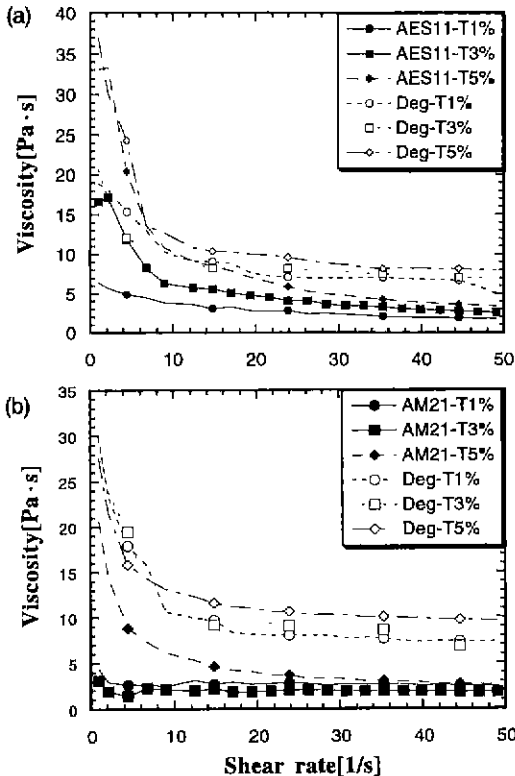 (a)
40
35
30
25
20
15
10
5
0
Viscosity[Pa·s]
AES11-T1%
AES11-T3%
AES11-T5%
Deg-T1%
Deg-T3%
Deg-T5%
0 10 20 30 40 50
(b)
35
30
25
20
15
10
5
0
Viscosity[Pa·s]
AM21-T1%
AM21-T3%
AM21-T5%
Deg-T1%
Deg-T3%
Deg-T5%
0 10 20 30 40 50
Shear rate[1/s]